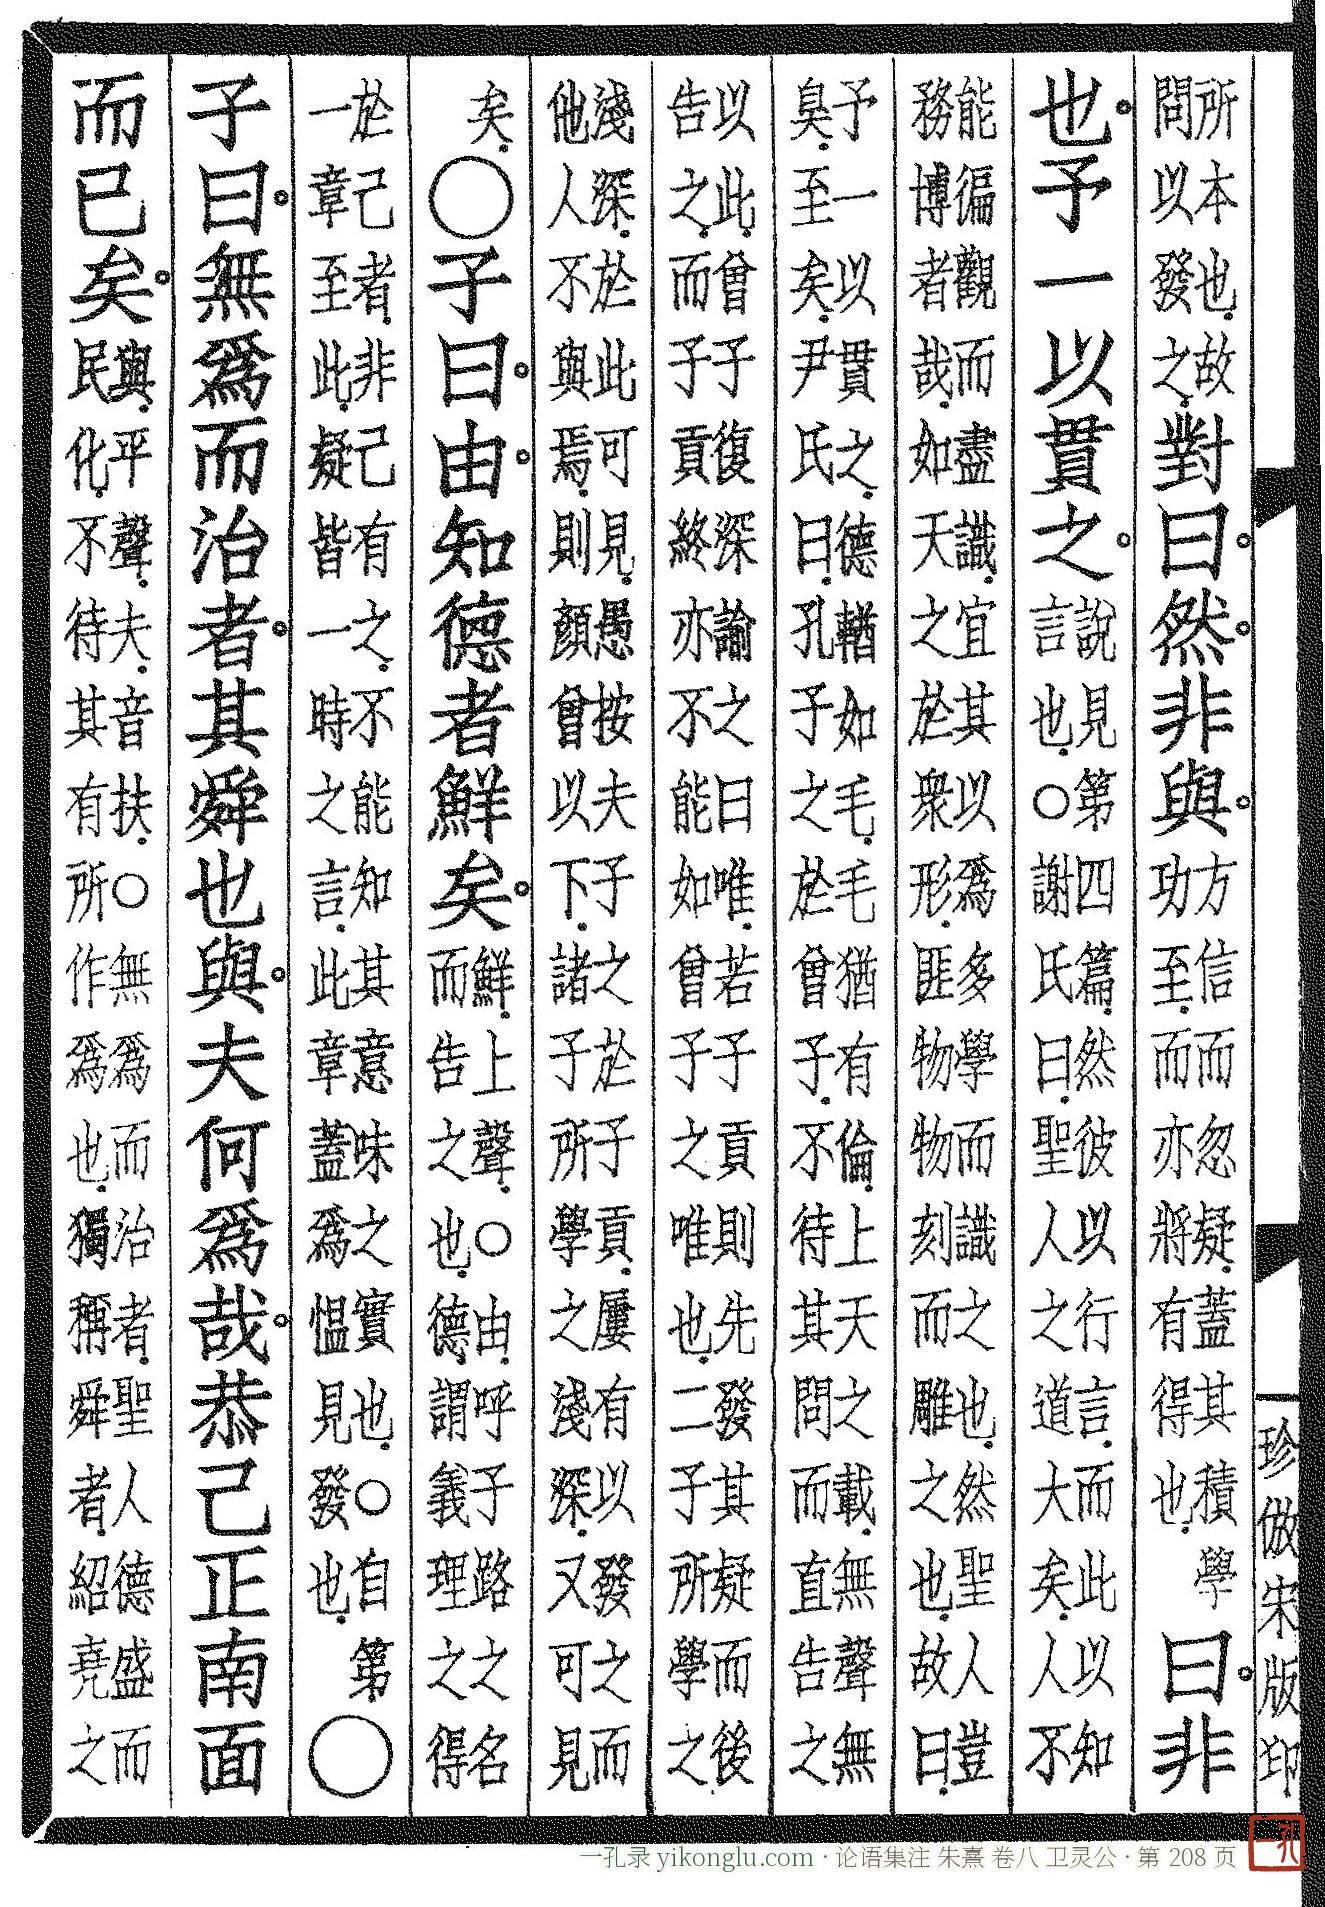 所本也。故問以發之。對曰。然。非與。方信而忽疑。蓋其積學功至。而亦將有得也。曰。非
也。予一以貫之。說見第四篇。然彼以行言。而此以知言也。○謝氏曰。聖人之道大矣。人不
能徧觀而盡識。宜其以爲多學而識之也。然聖人豈務博者哉。如天之於衆形。匪物物刻而雕之也。故曰。
予一以貫之。德輶如毛。毛猶有倫。上天之載。無聲無臭。至矣。尹氏曰。孔子之於曾子。不待其問而直告之
以此。曾子復深諭之曰唯。若子貢則先發其疑而後告之。而子貢終亦不能如曾子之唯也。二子所學之
淺深。於此可見。愚按夫子之於子貢。屢有以發之而他人不與焉。則顏曾以下。諸子所學之淺深。又可見
矣。○子曰。由。知德者鮮矣。鮮。上聲。○由。呼子路之名而告之也。德。謂義理之得
於己者。非己有之。不能知其意味之實也。○自第一章至此。疑皆一時之言。此章蓋爲慍見發也。○
子曰。無爲而治者。其舜也與。夫何爲哉。恭己正南面
而已矣。與。平聲。夫。音扶。○無爲而治者。聖人德盛而民化。不待其有所作爲也。獨稱舜者。紹堯之
珍倣宋版印
一孔录 yikonglu.com · 论语集注 朱熹 卷八 卫灵公 · 第 208 页
一孔